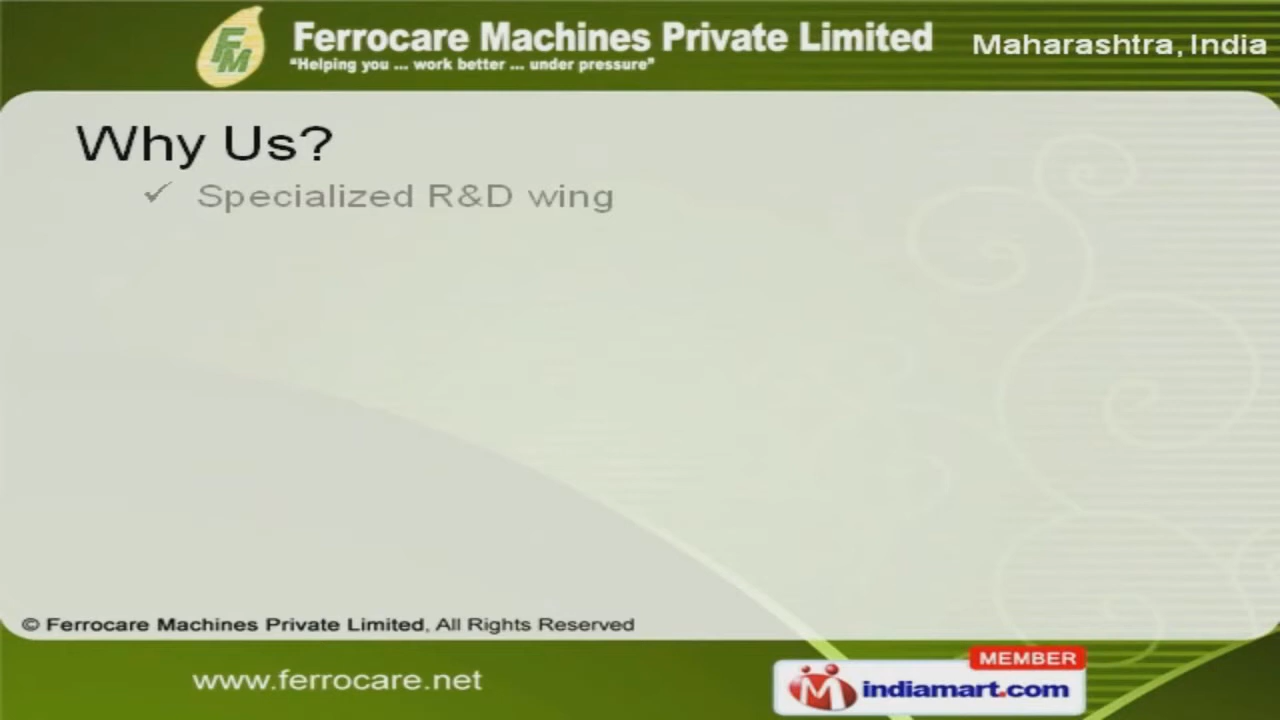 FM
Ferrocare Machines Private Limited
"Helping you ... work better ... under pressure"
Maharashtra, India
Why Us?
✓ Specialized R&D wing
© Ferrocare Machines Private Limited, All Rights Reserved
www.ferrocare.net
MEMBER
M indiamart.com